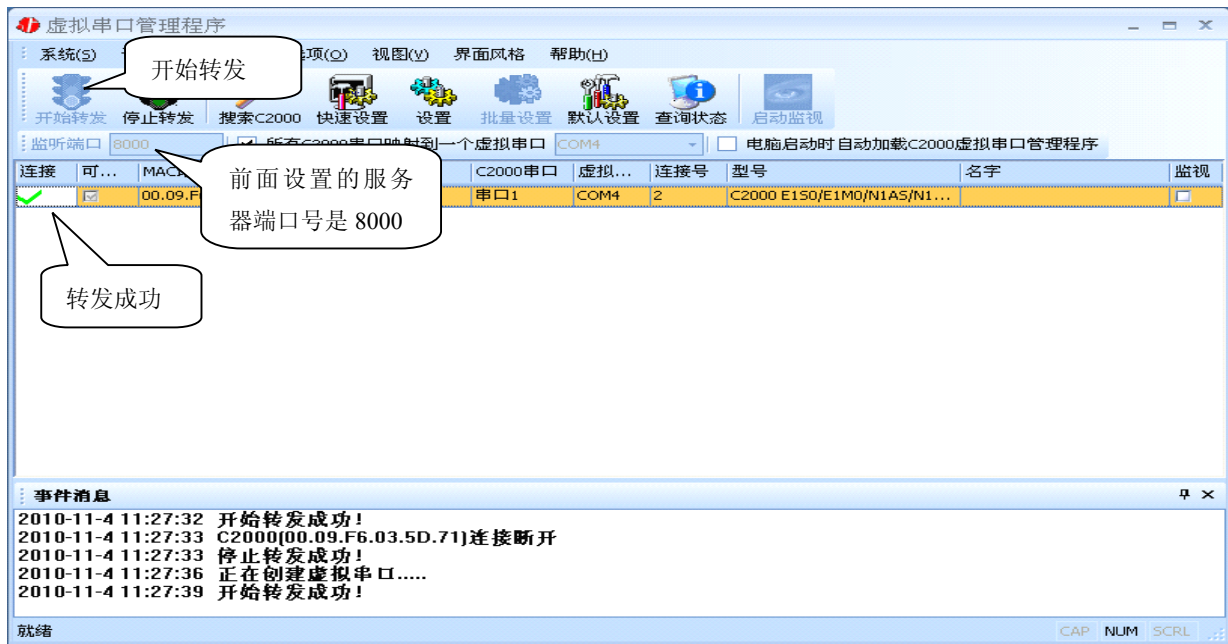 虚拟串口管理程序
系统(S) 项(O) 视图(V) 界面风格 帮助(H)
开始转发
开始转发 停止转发 搜索C2000 快速设置 设置 批量设置 默认设置 查询状态 启动监视
监听端口 8000 所有C2000串口映射到一个虚拟串口 COM4 电脑启动时自动加载C2000虚拟串口管理程序
连接 可... MAC C2000串口 虚拟... 连接号 型号 名字 监视
00.09.F 串口1 COM4 2 C2000 E1S0/E1M0/N1A5/N1...
前面设置的服务
器端口号是 8000
转发成功
事件消息
2010-11-4 11:27:32 开始转发成功!
2010-11-4 11:27:33 C2000(00.09.F6.03.5D.71)连接断开
2010-11-4 11:27:33 停止转发成功!
2010-11-4 11:27:36 正在创建虚拟串口.....
2010-11-4 11:27:39 开始转发成功!
就绪 CAP NUM SCRL